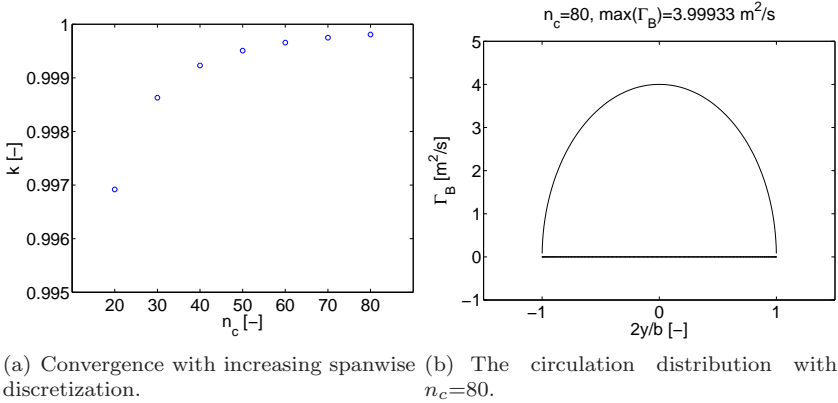 1
0.999
0.998
0.997
0.996
0.995
k [−]
20 30 40 50 60 70 80
n_c [−]
(a) Convergence with increasing spanwise discretization.
n_c=80, max(Γ_B)=3.99933 m²/s
5
4
3
2
1
0
−1
Γ_B [m²/s]
−1 0 1
2y/b [−]
(b) The circulation distribution with n_c=80.